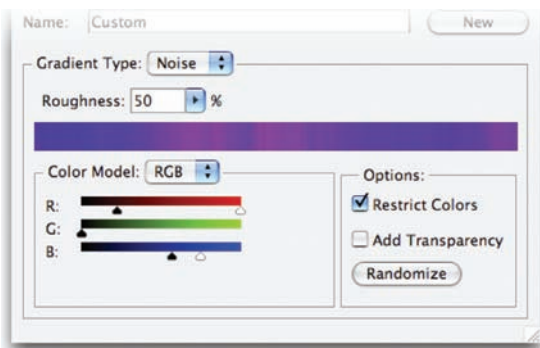 Name: Custom New
Gradient Type: Noise
Roughness: 50 %
Color Model: RGB Options:
R: Restrict Colors
G:
Add Transparency
B:
Randomize